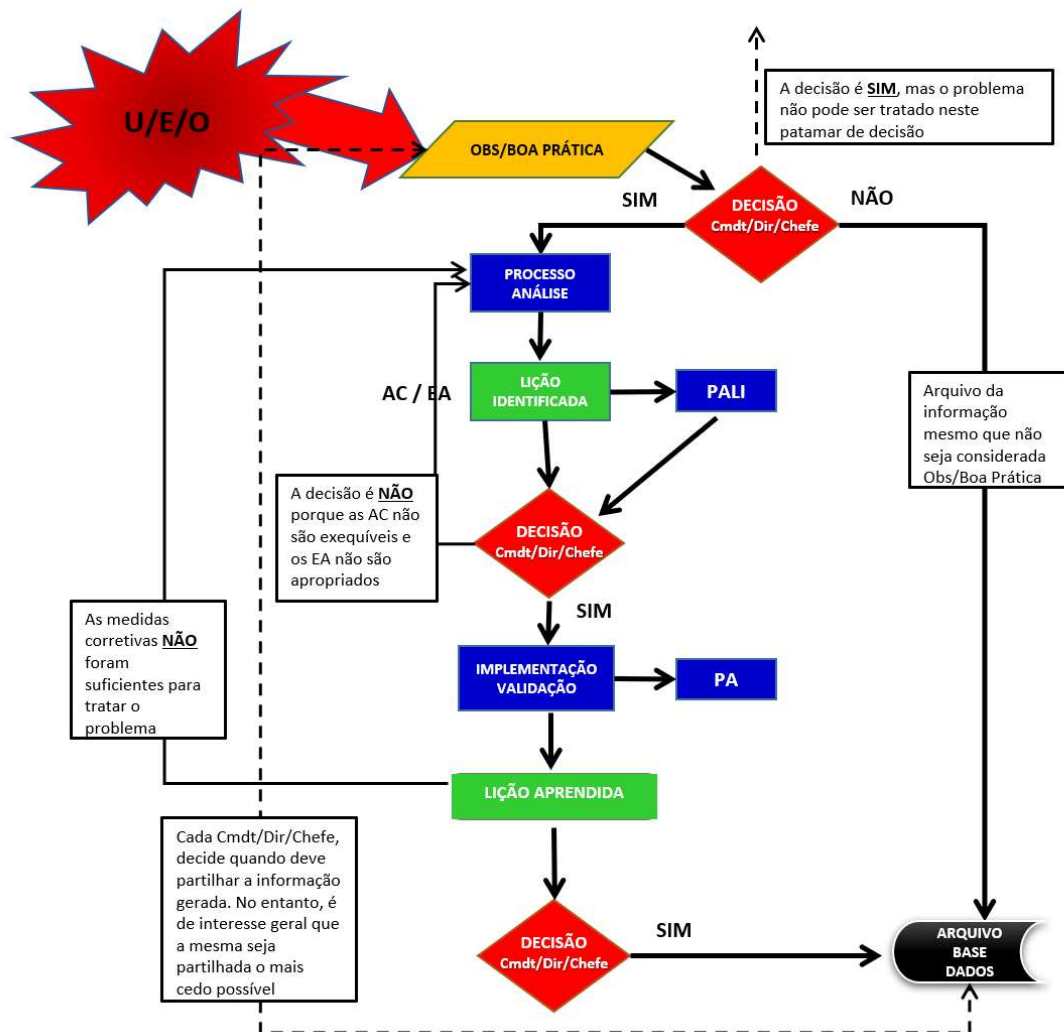 U/E/O
OBS/BOA PRÁTICA
A decisão é SIM, mas o problema
não pode ser tratado neste
patamar de decisão
SIM
DECISÃO
Cmdt/Dir/Chefe
NÃO
PROCESSO
ANÁLISE
AC / EA
LIÇÃO
IDENTIFICADA
PALI
Arquivo da
informação
mesmo que não
seja considerada
Obs/Boa Prática
A decisão é NÃO
porque as AC não
são exequíveis e
os EA não são
apropriados
DECISÃO
Cmdt/Dir/Chefe
SIM
As medidas
corretivas NÃO
foram
suficientes para
tratar o
problema
IMPLEMENTAÇÃO
VALIDAÇÃO
PA
LIÇÃO APRENDIDA
Cada Cmdt/Dir/Chefe,
decide quando deve
partilhar a informação
gerada. No entanto, é
de interesse geral que
a mesma seja
partilhada o mais
cedo possível
DECISÃO
Cmdt/Dir/Chefe
SIM
ARQUIVO
BASE
DADOS